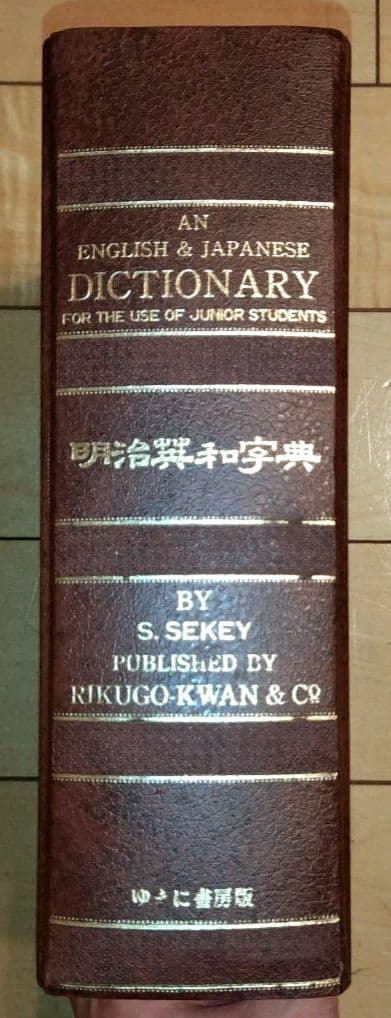 AN
ENGLISH & JAPANESE
DICTIONARY
FOR THE USE OF JUNIOR STUDENTS
明治英和字典
BY
S. SEKEY
PUBLISHED BY
RIKUGO-KWAN & Cº
ゆまに書房版